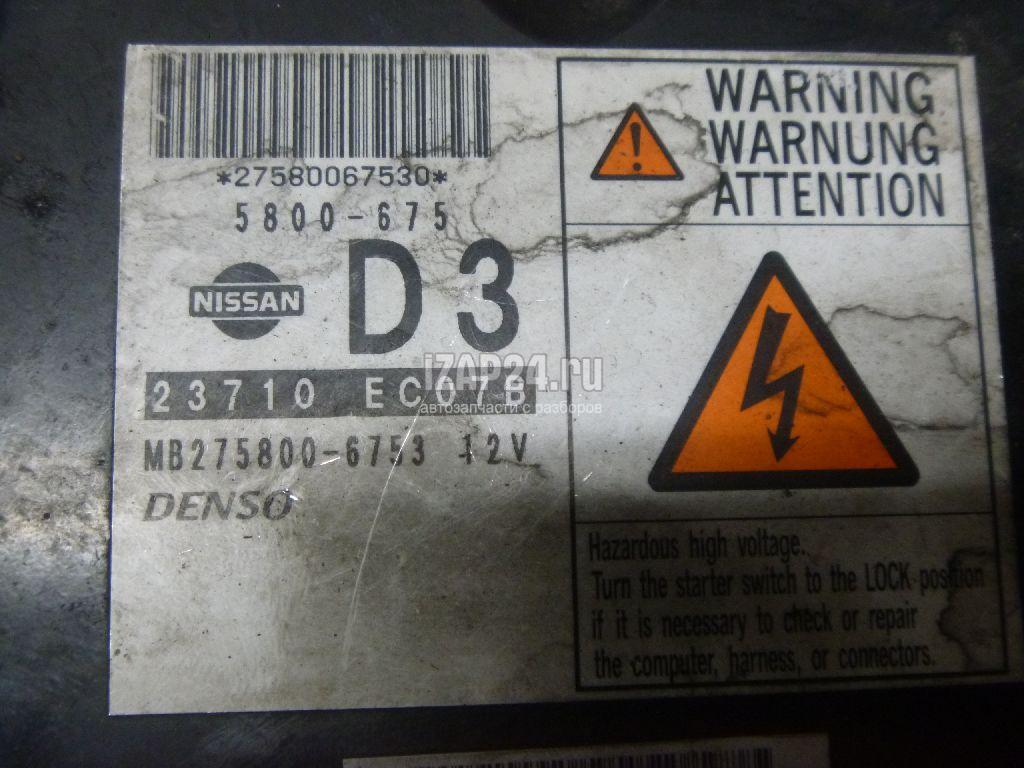 *27580067530*
5800-675
NISSAN
D3
23710 EC07B
MB275800-6753 12V
DENSO
WARNING
WARNUNG
ATTENTION
Hazardous high voltage.
Turn the starter switch to the LOCK position
if it is necessary to check or repair
the computer, harness, or connectors.
iZAP24.ru
автозапчасти с разборов